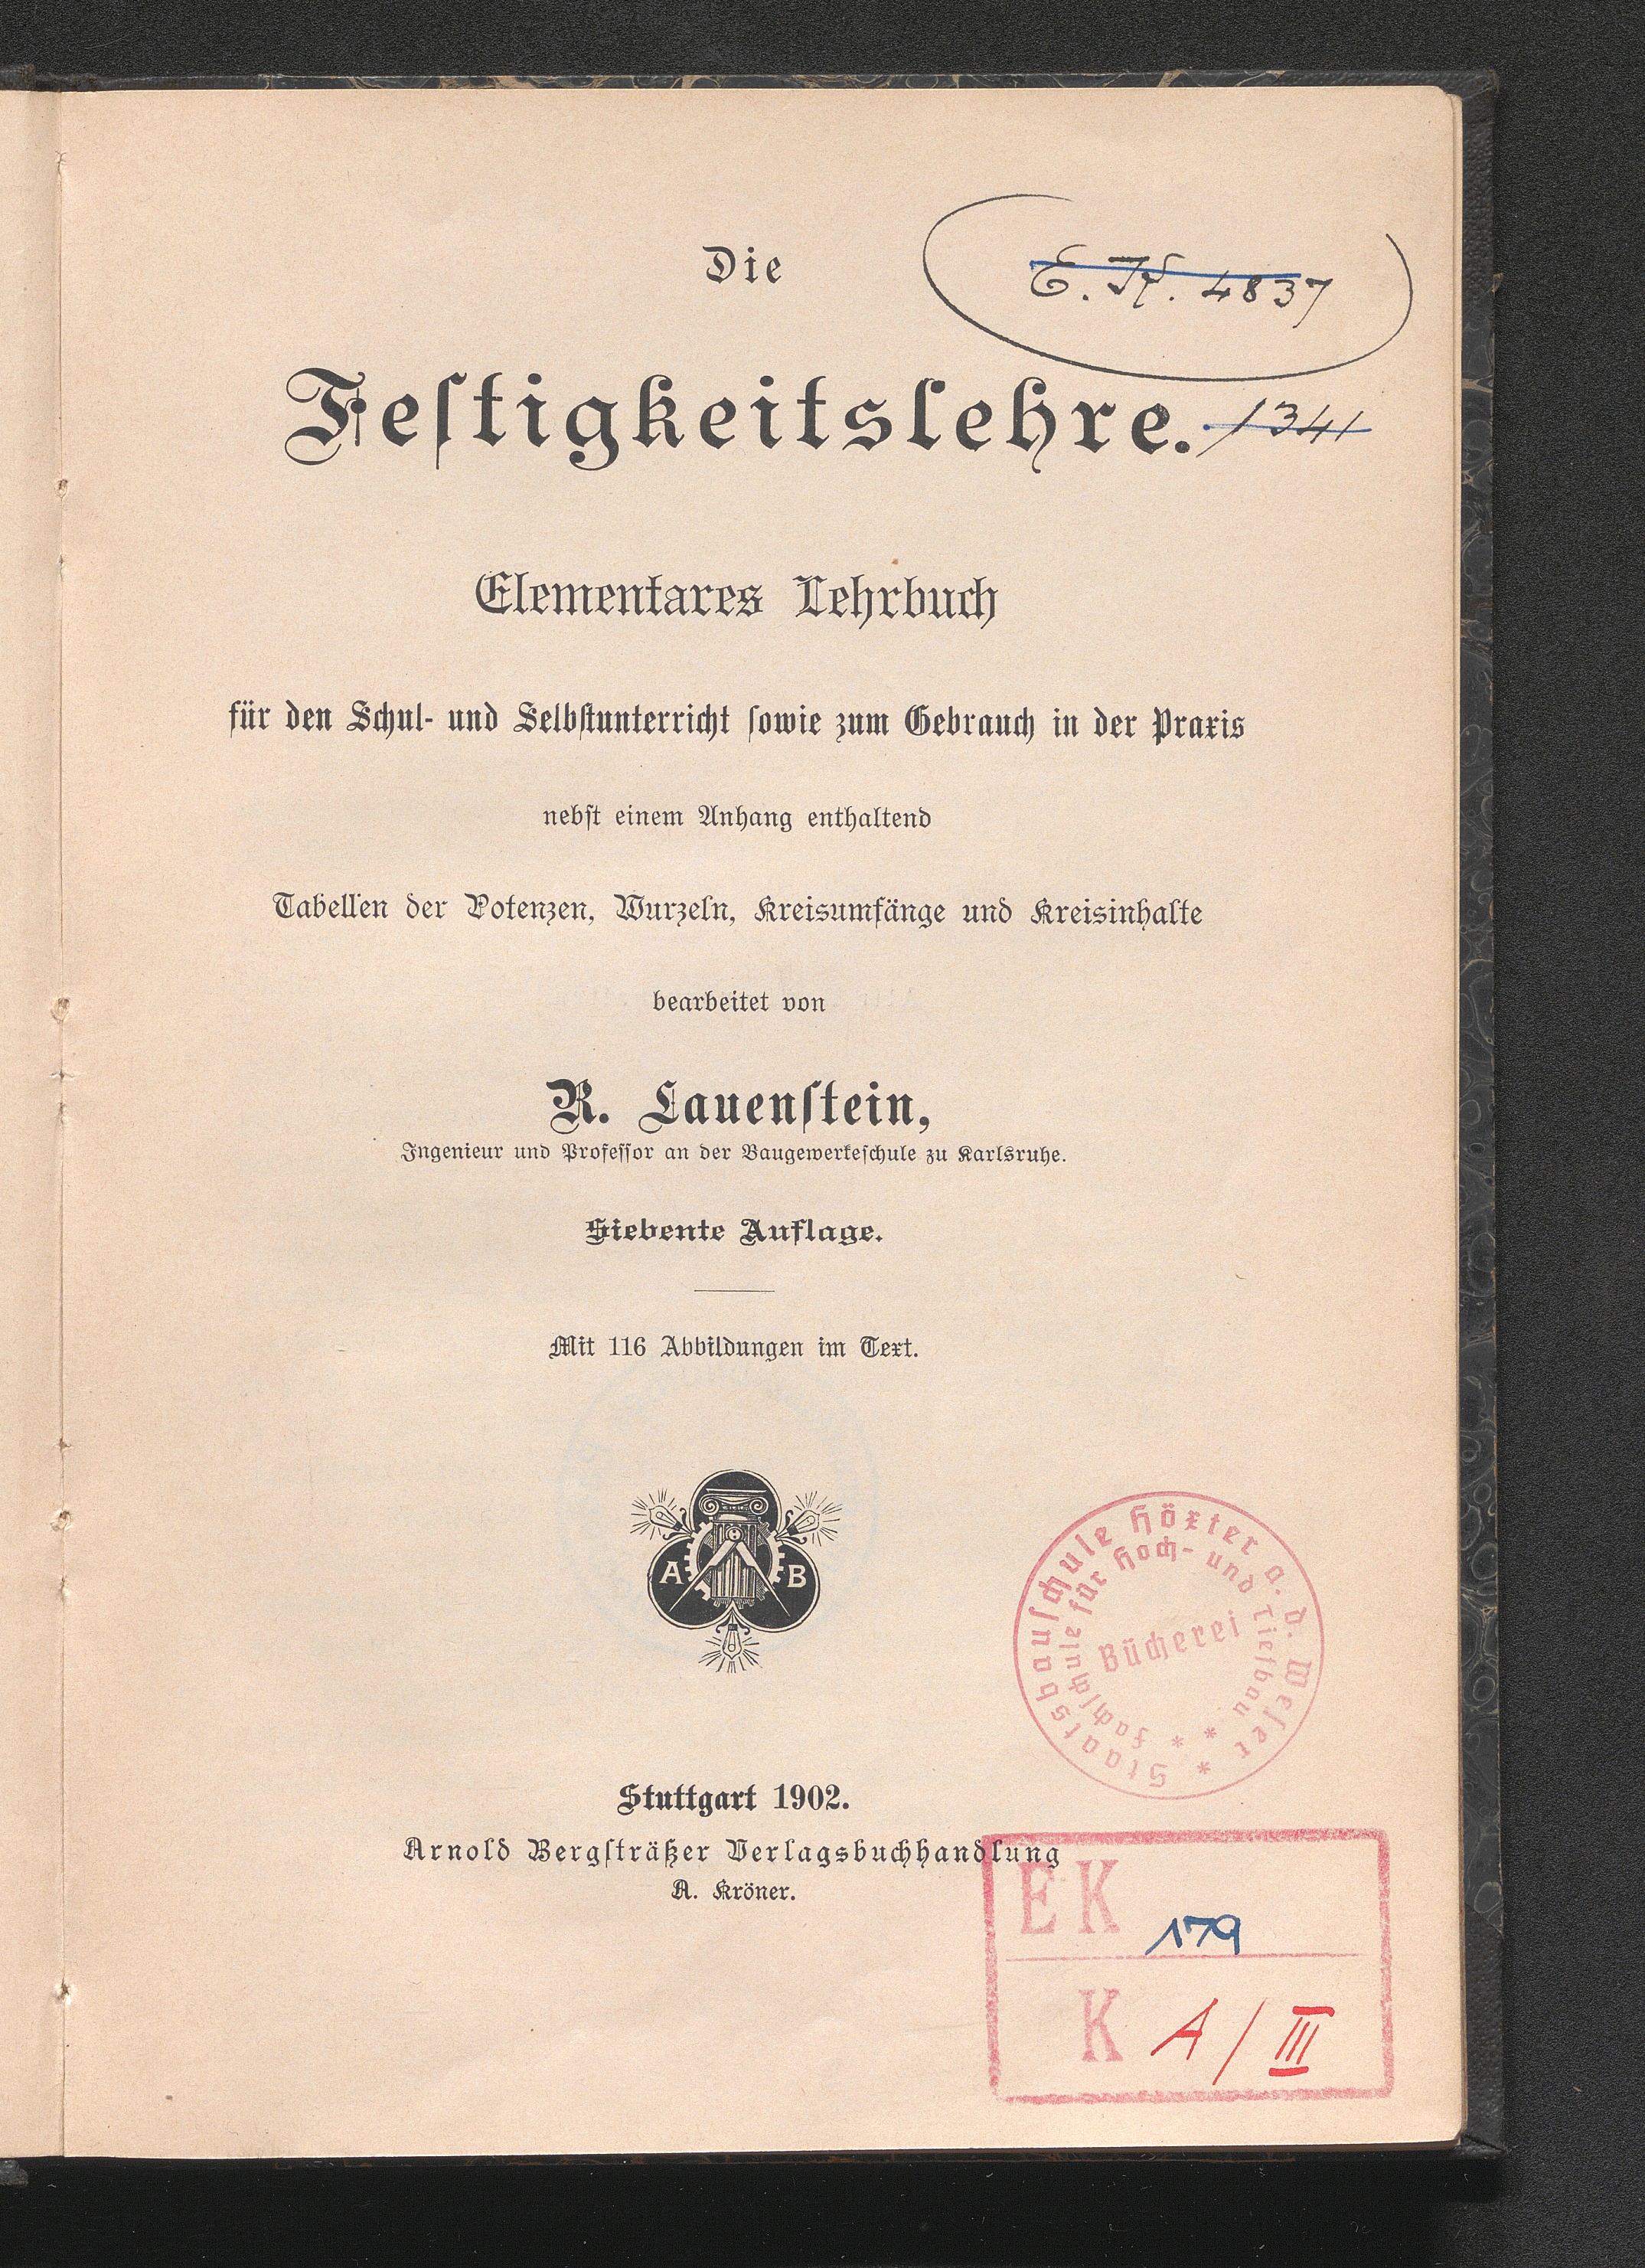 Die
E. K. 4837
Feſtigkeitslehre.
1341
Elementares Lehrbuch
für den Schul- und Selbſtunterricht ſowie zum Gebrauch in der Praxis
nebſt einem Anhang enthaltend
Tabellen der Potenzen, Wurzeln, Kreisumfänge und Kreisinhalte
bearbeitet von
R. Lauenſtein,
Ingenieur und Profeſſor an der Baugewerkeſchule zu Karlsruhe.
Siebente Auflage.
Mit 116 Abbildungen im Text.
A B
Staatsbauſchule Höxter a. d. Weſer *
Fachſchule für Hoch- und Tiefbau * *
Bücherei
Stuttgart 1902.
Arnold Bergſträßer Verlagsbuchhandlung
A. Kröner.
EK 179
K A/III